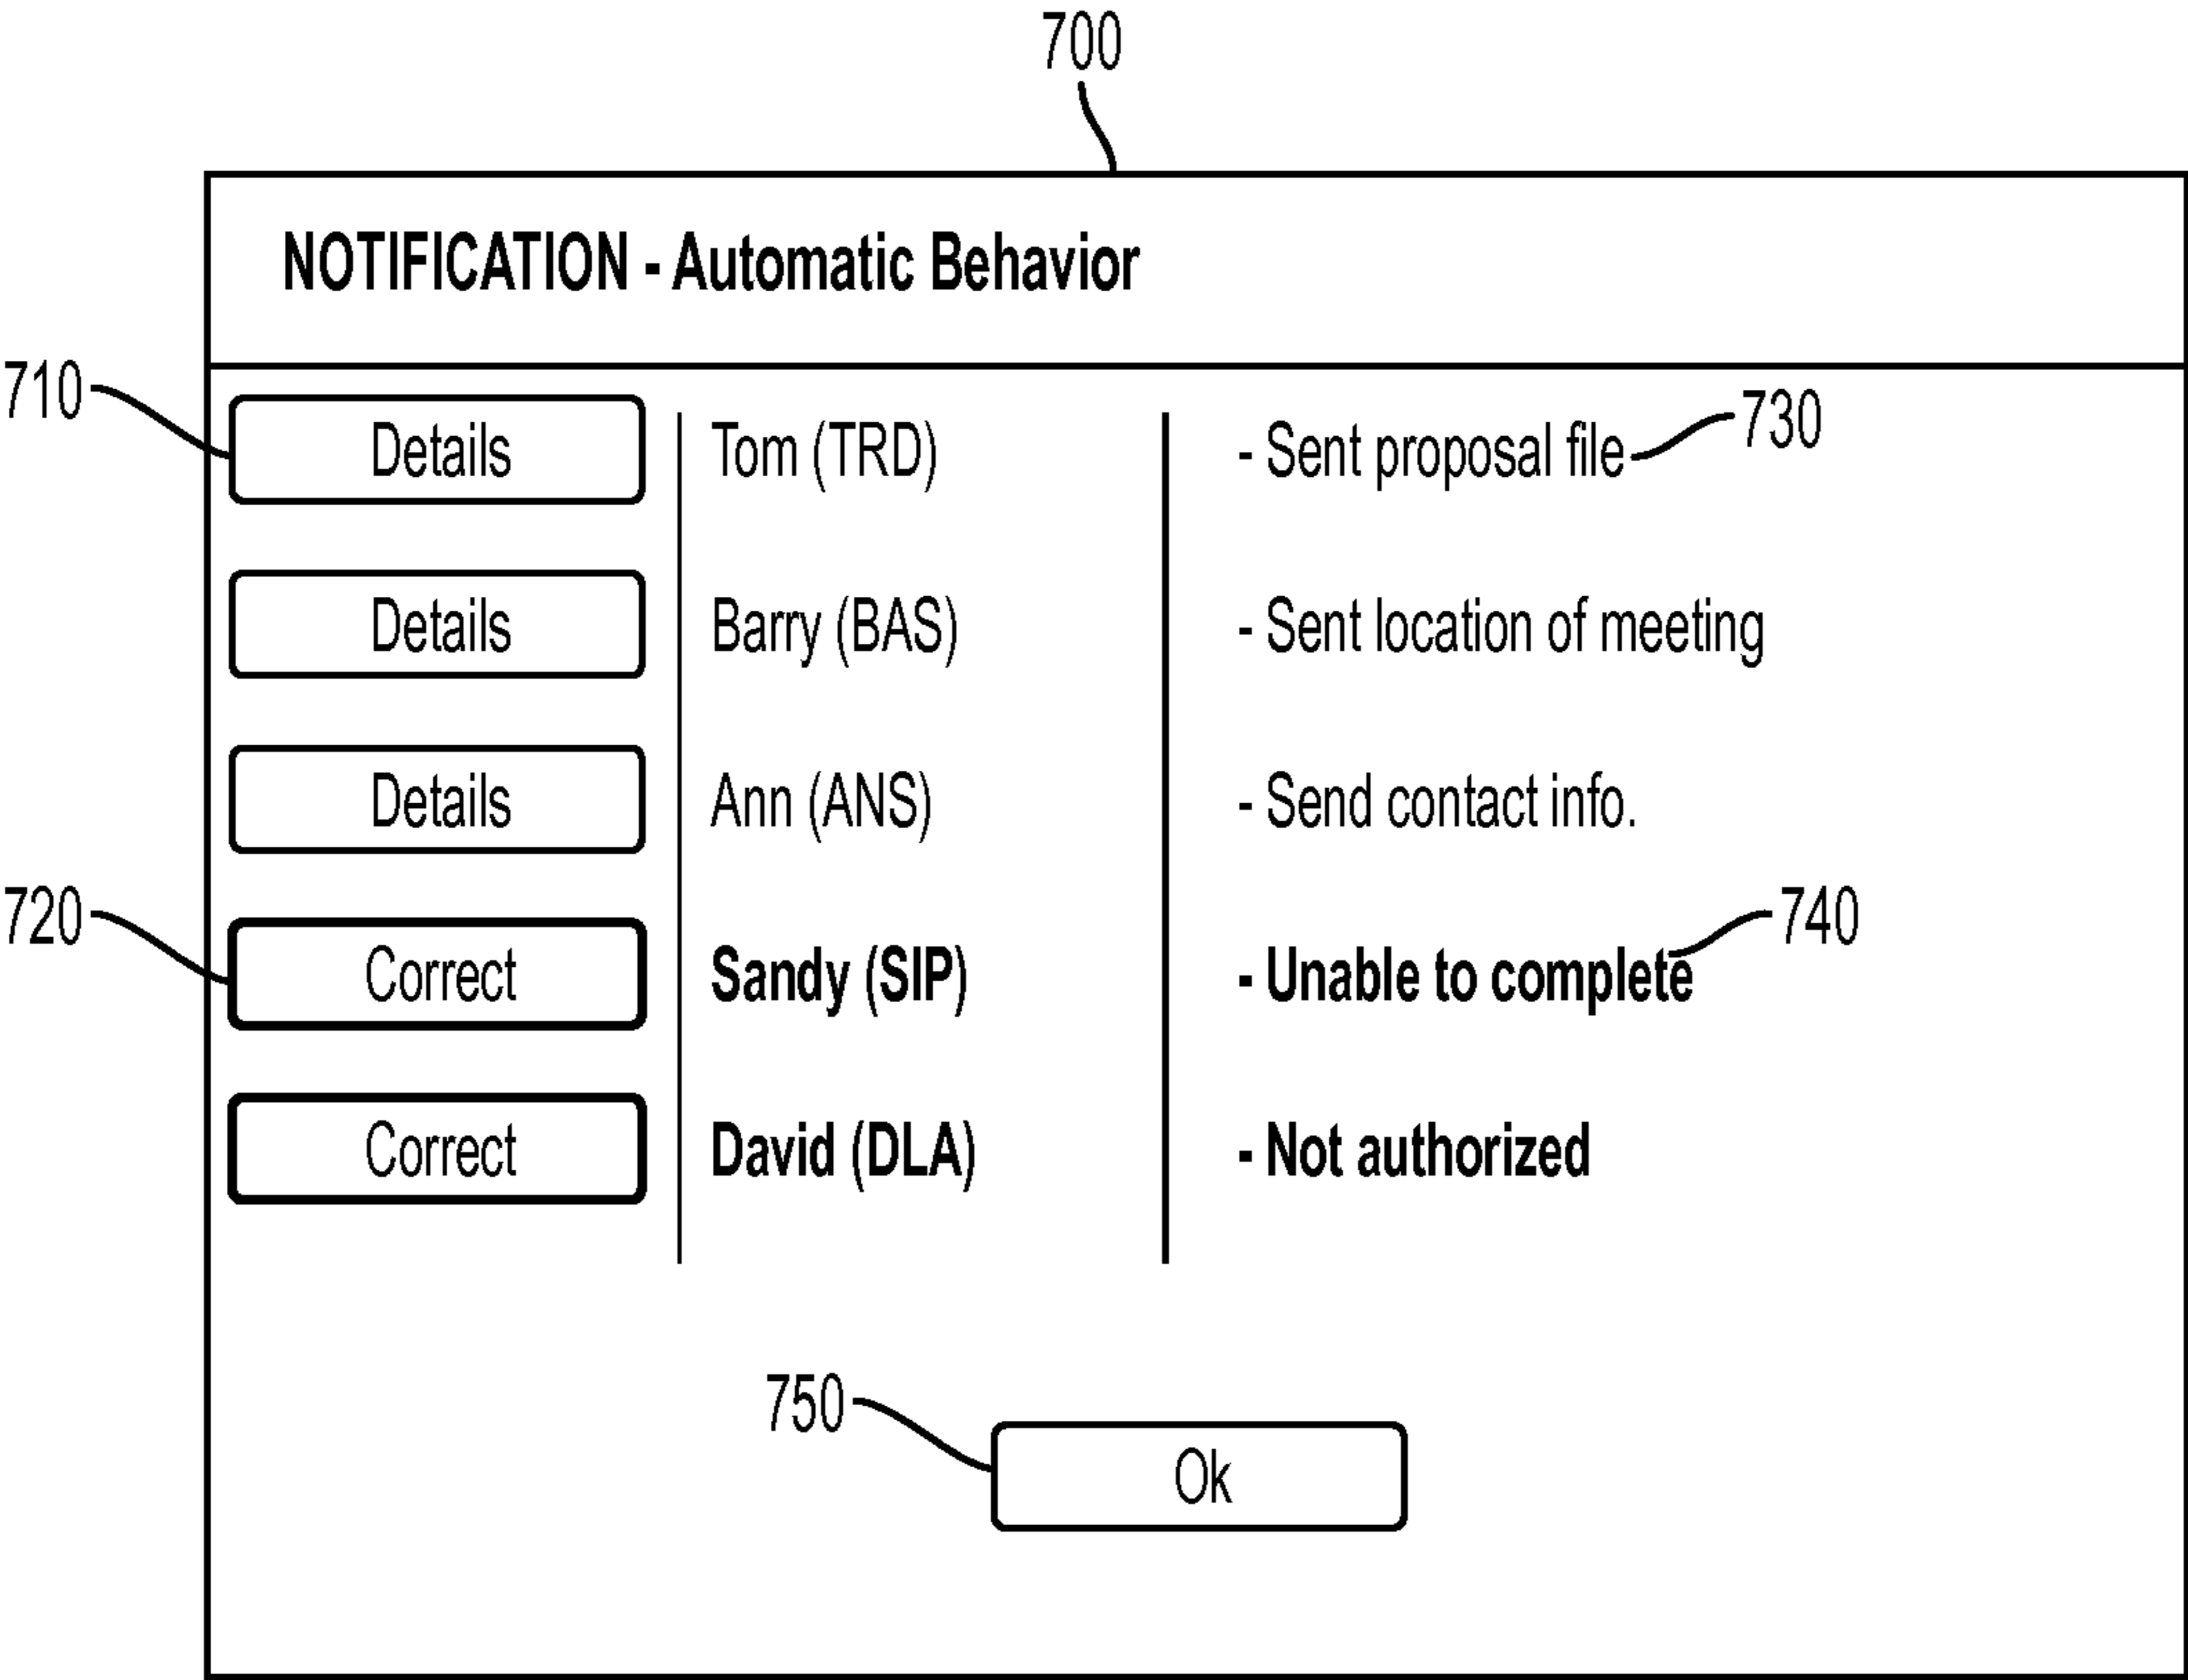 700
NOTIFICATION - Automatic Behavior
710 Details Tom (TRD) - Sent proposal file 730
Details Barry (BAS) - Sent location of meeting
Details Ann (ANS) - Send contact info.
720 Correct Sandy (SIP) - Unable to complete 740
Correct David (DLA) - Not authorized
750 Ok